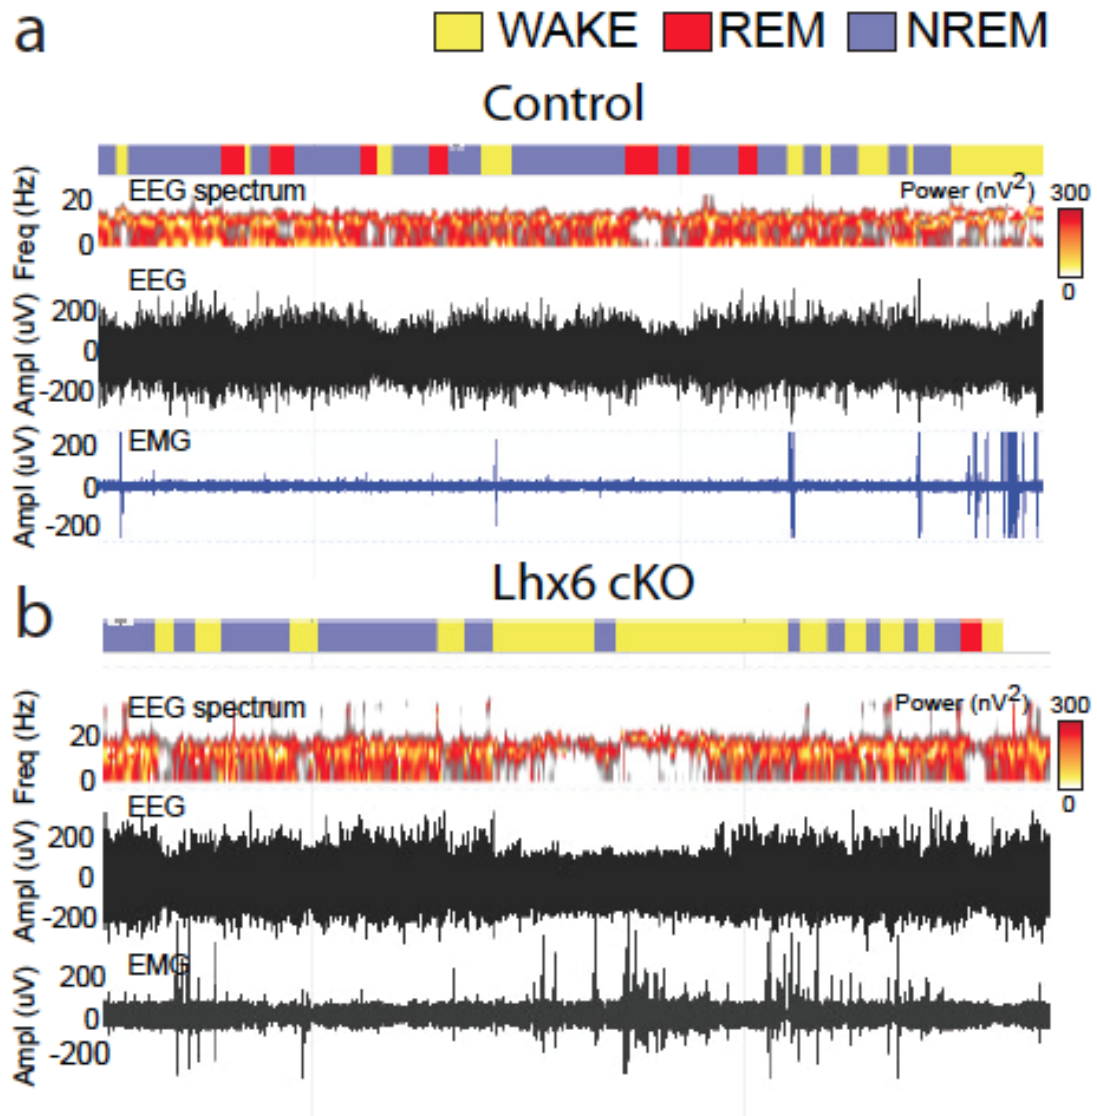 a
WAKE REM NREM
Control
EEG spectrum
Power (nV2) 300
0
Freq (Hz)
20
0
EEG
Ampl (uV)
200
0
-200
EMG
Ampl (uV)
200
0
-200
Lhx6 cKO
b
EEG spectrum
Power (nV2) 300
0
Freq (Hz)
20
0
EEG
Ampl (uV)
200
0
-200
EMG
Ampl (uV)
200
0
-200